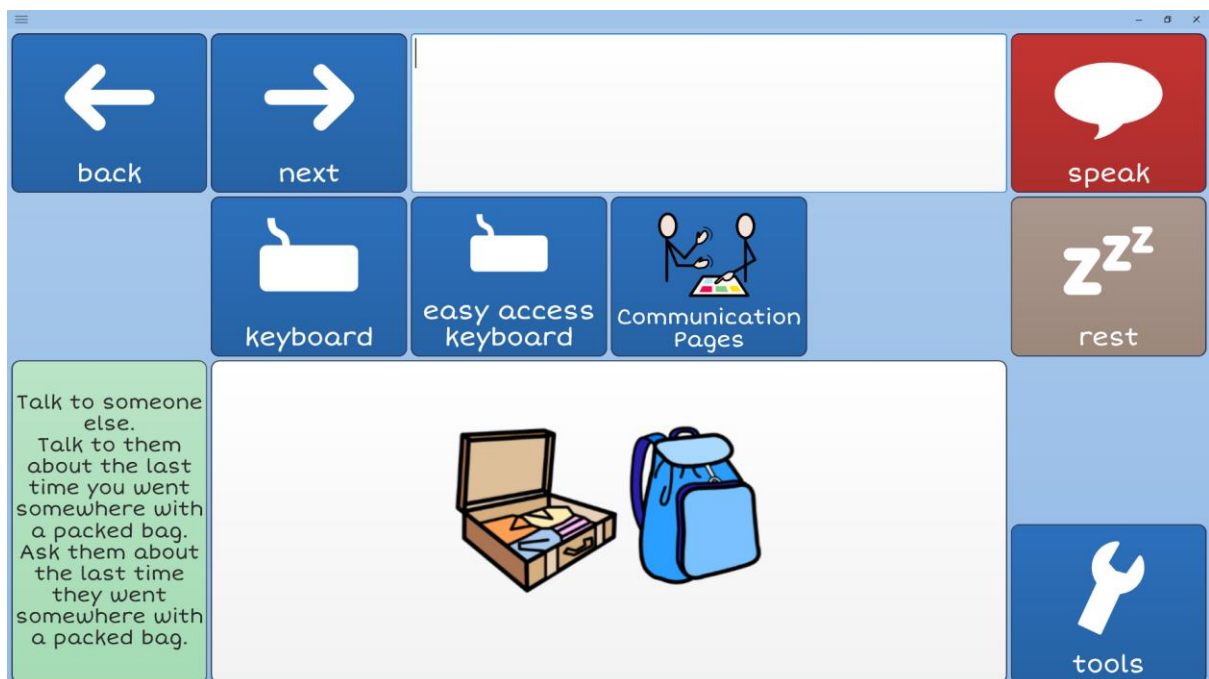 back
next
speak
keyboard
easy access
keyboard
Communication
Pages
zzz
rest
Talk to someone
else.
Talk to them
about the last
time you went
somewhere with
a packed bag.
Ask them about
the last time
they went
somewhere with
a packed bag.
tools